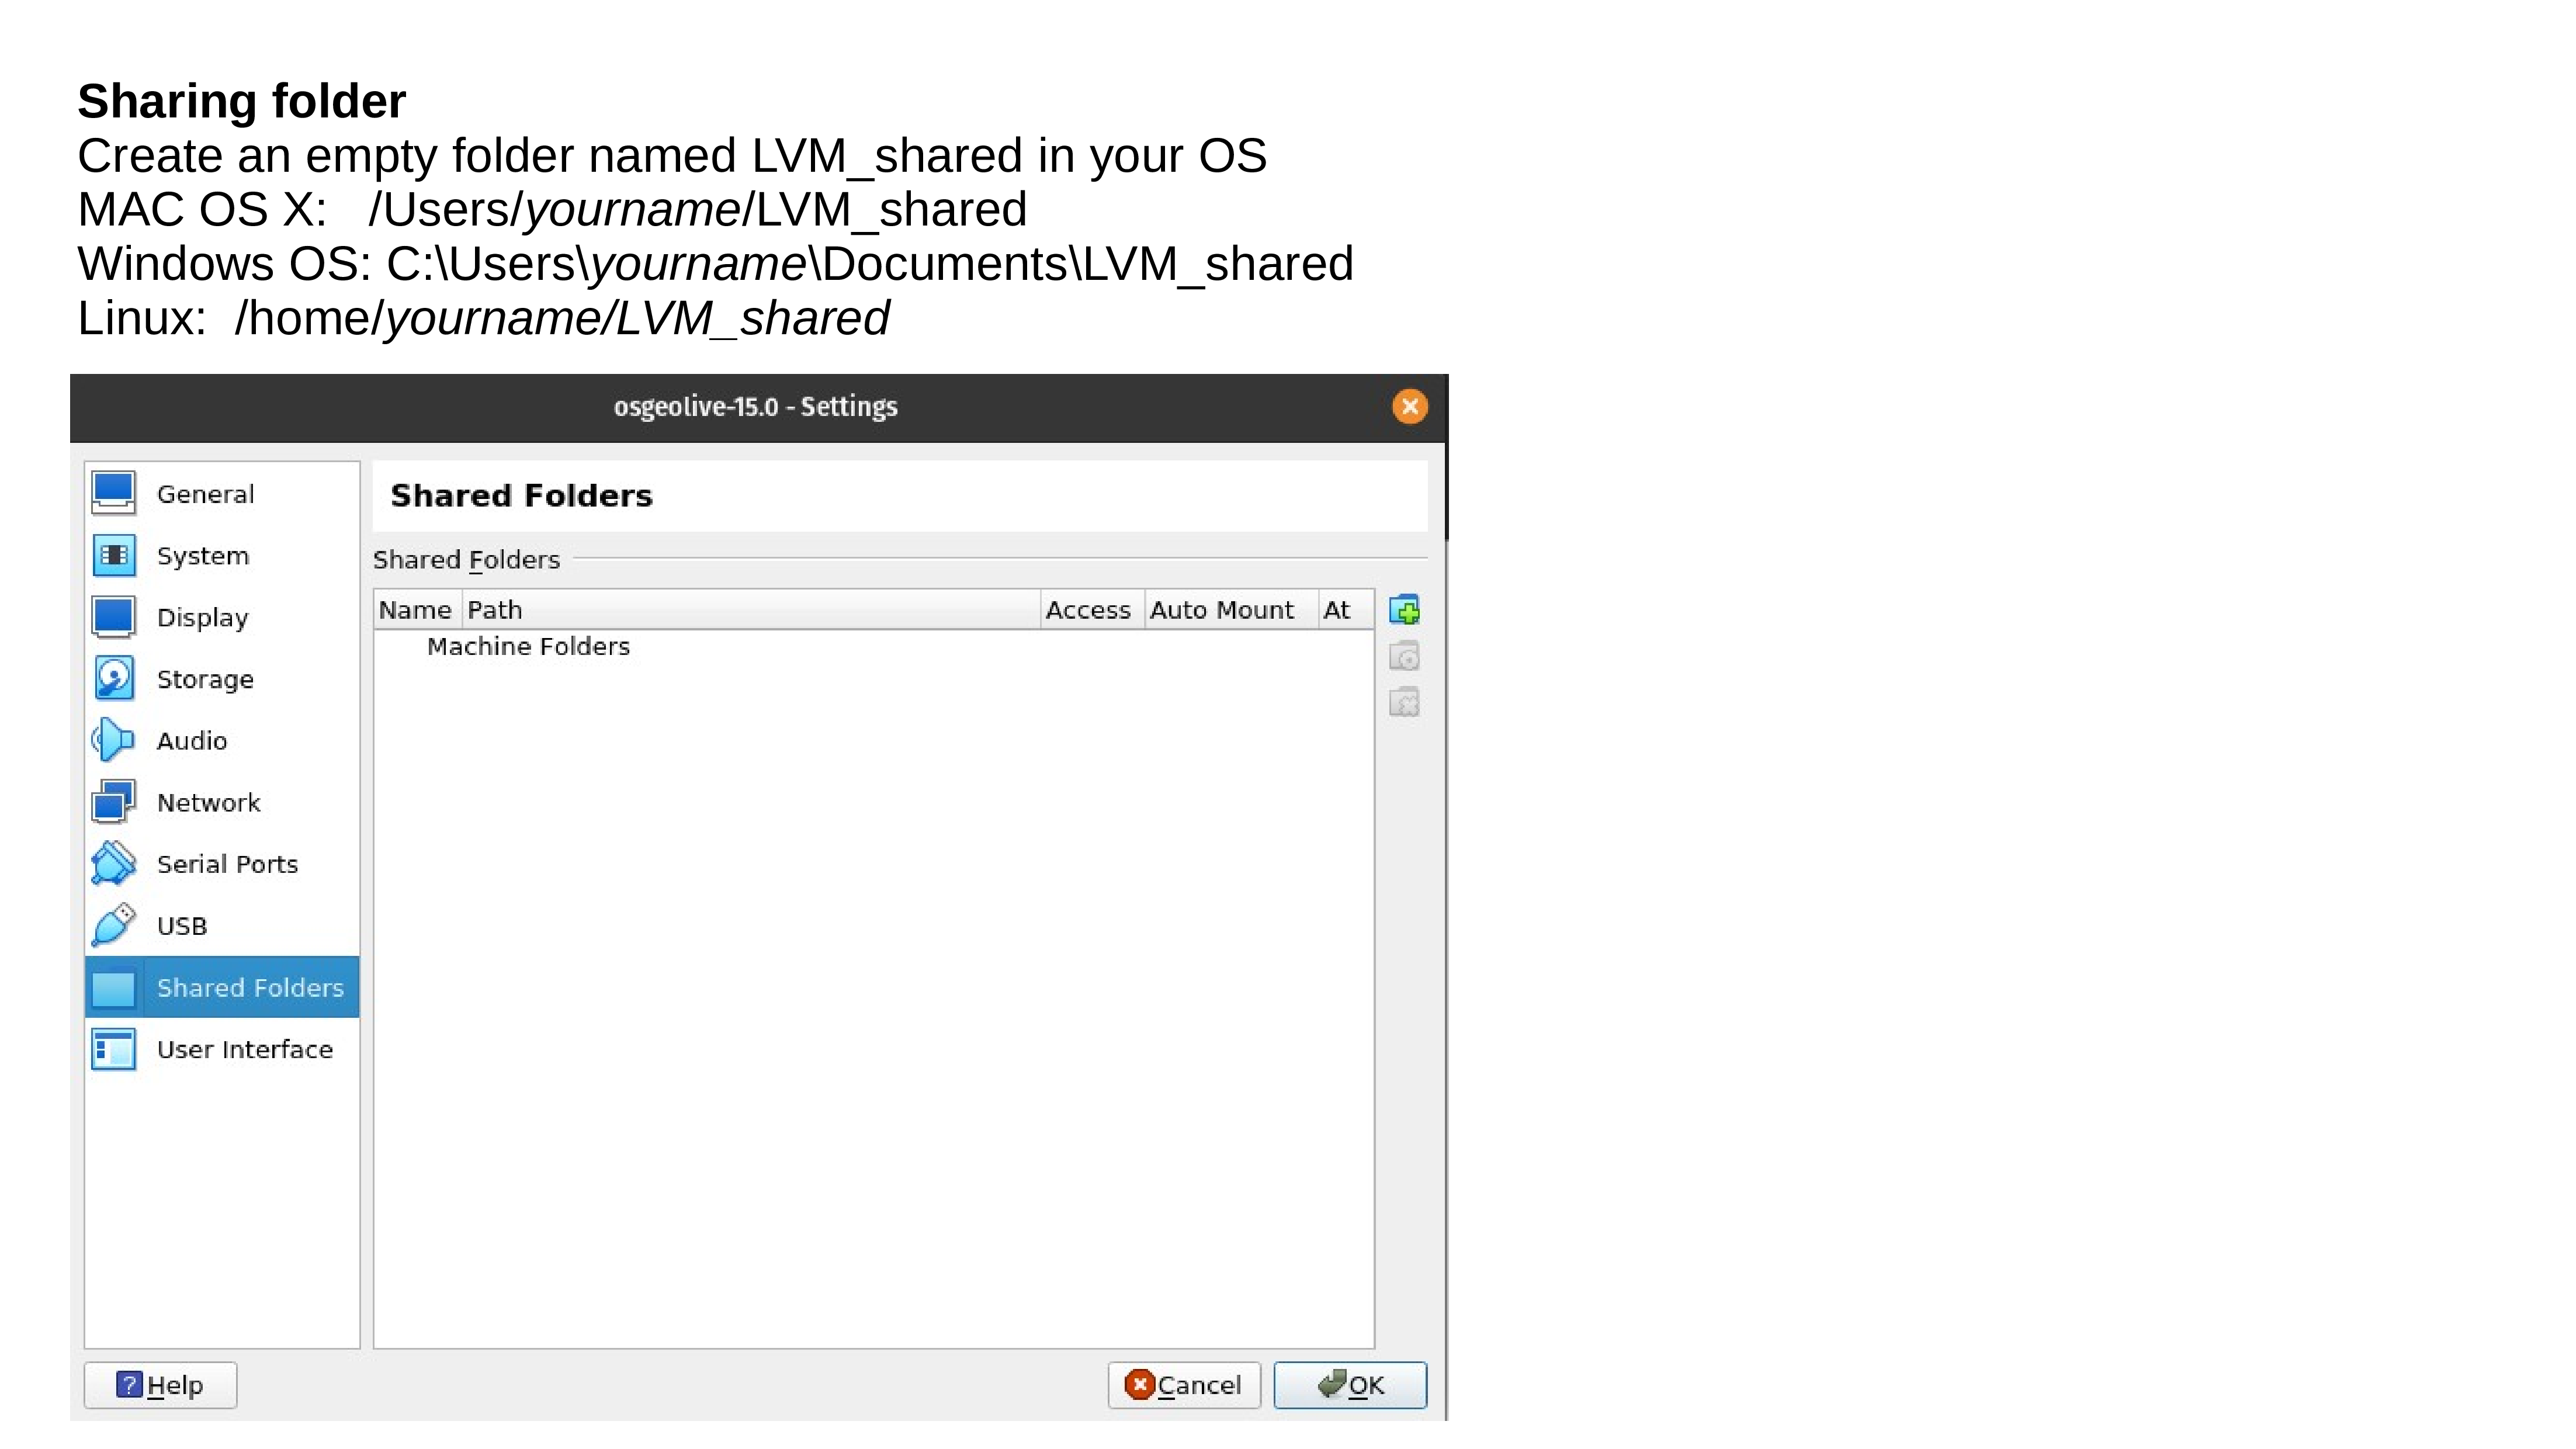 Sharing folder
Create an empty folder named LVM_shared in your OS
MAC OS X:   /Users/yourname/LVM_shared
Windows OS: C:\Users\yourname\Documents\LVM_shared
Linux:  /home/yourname/LVM_shared
osgeolive-15.0 - Settings
General
System
Display
Storage
Audio
Network
Serial Ports
USB
Shared Folders
User Interface
Shared Folders
Shared Folders
Name Path Access Auto Mount At
Machine Folders
Help Cancel OK